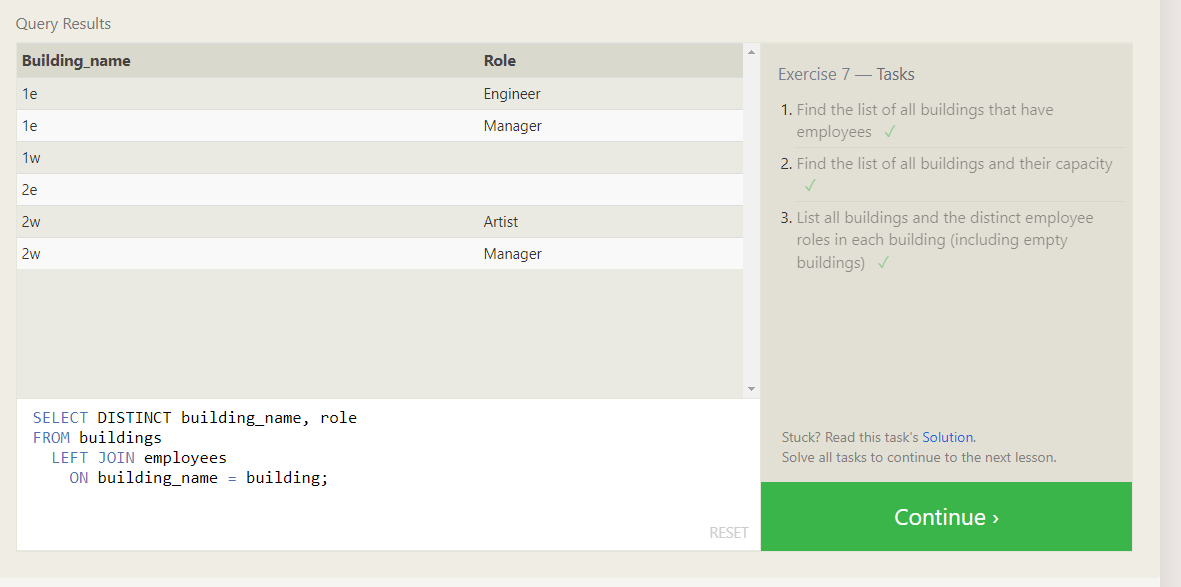 Query Results
Building_name Role
1e Engineer
1e Manager
1w
2e
2w Artist
2w Manager
SELECT DISTINCT building_name, role
FROM buildings
LEFT JOIN employees
ON building_name = building;
RESET
Exercise 7 — Tasks
1. Find the list of all buildings that have
employees ✓
2. Find the list of all buildings and their capacity
✓
3. List all buildings and the distinct employee
roles in each building (including empty
buildings) ✓
Stuck? Read this task's Solution.
Solve all tasks to continue to the next lesson.
Continue ›